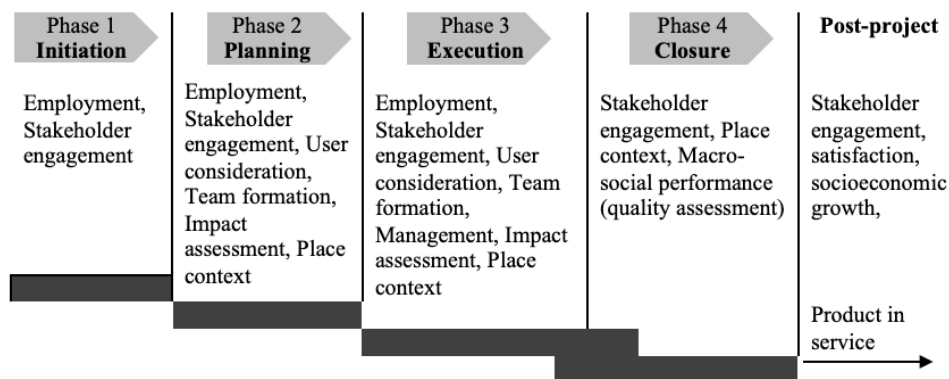 Phase 1
Initiation
Employment,
Stakeholder
engagement
Phase 2
Planning
Employment,
Stakeholder
engagement, User
consideration,
Team formation,
Impact
assessment, Place
context
Phase 3
Execution
Employment,
Stakeholder
engagement, User
consideration, Team
formation,
Management, Impact
assessment, Place
context
Phase 4
Closure
Stakeholder
engagement, Place
context, Macro-
social performance
(quality assessment)
Post-project
Stakeholder
engagement,
satisfaction,
socioeconomic
growth,
Product in
service